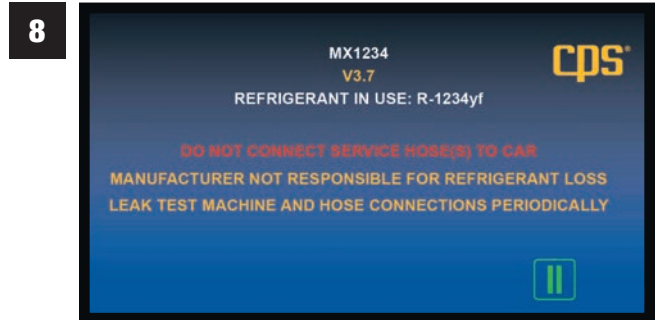 8
MX1234
cps
V3.7
REFRIGERANT IN USE: R-1234yf
DO NOT CONNECT SERVICE HOSE(S) TO CAR
MANUFACTURER NOT RESPONSIBLE FOR REFRIGERANT LOSS
LEAK TEST MACHINE AND HOSE CONNECTIONS PERIODICALLY